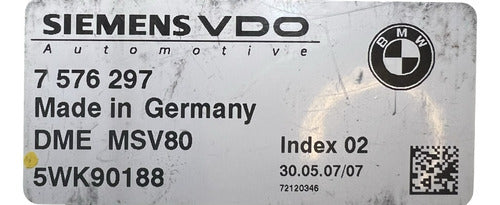 SIEMENS VDO
Automotive
BMW
7 576 297
Made in Germany
DME MSV80
Index 02
5WK90188
30.05.07/07
72120346